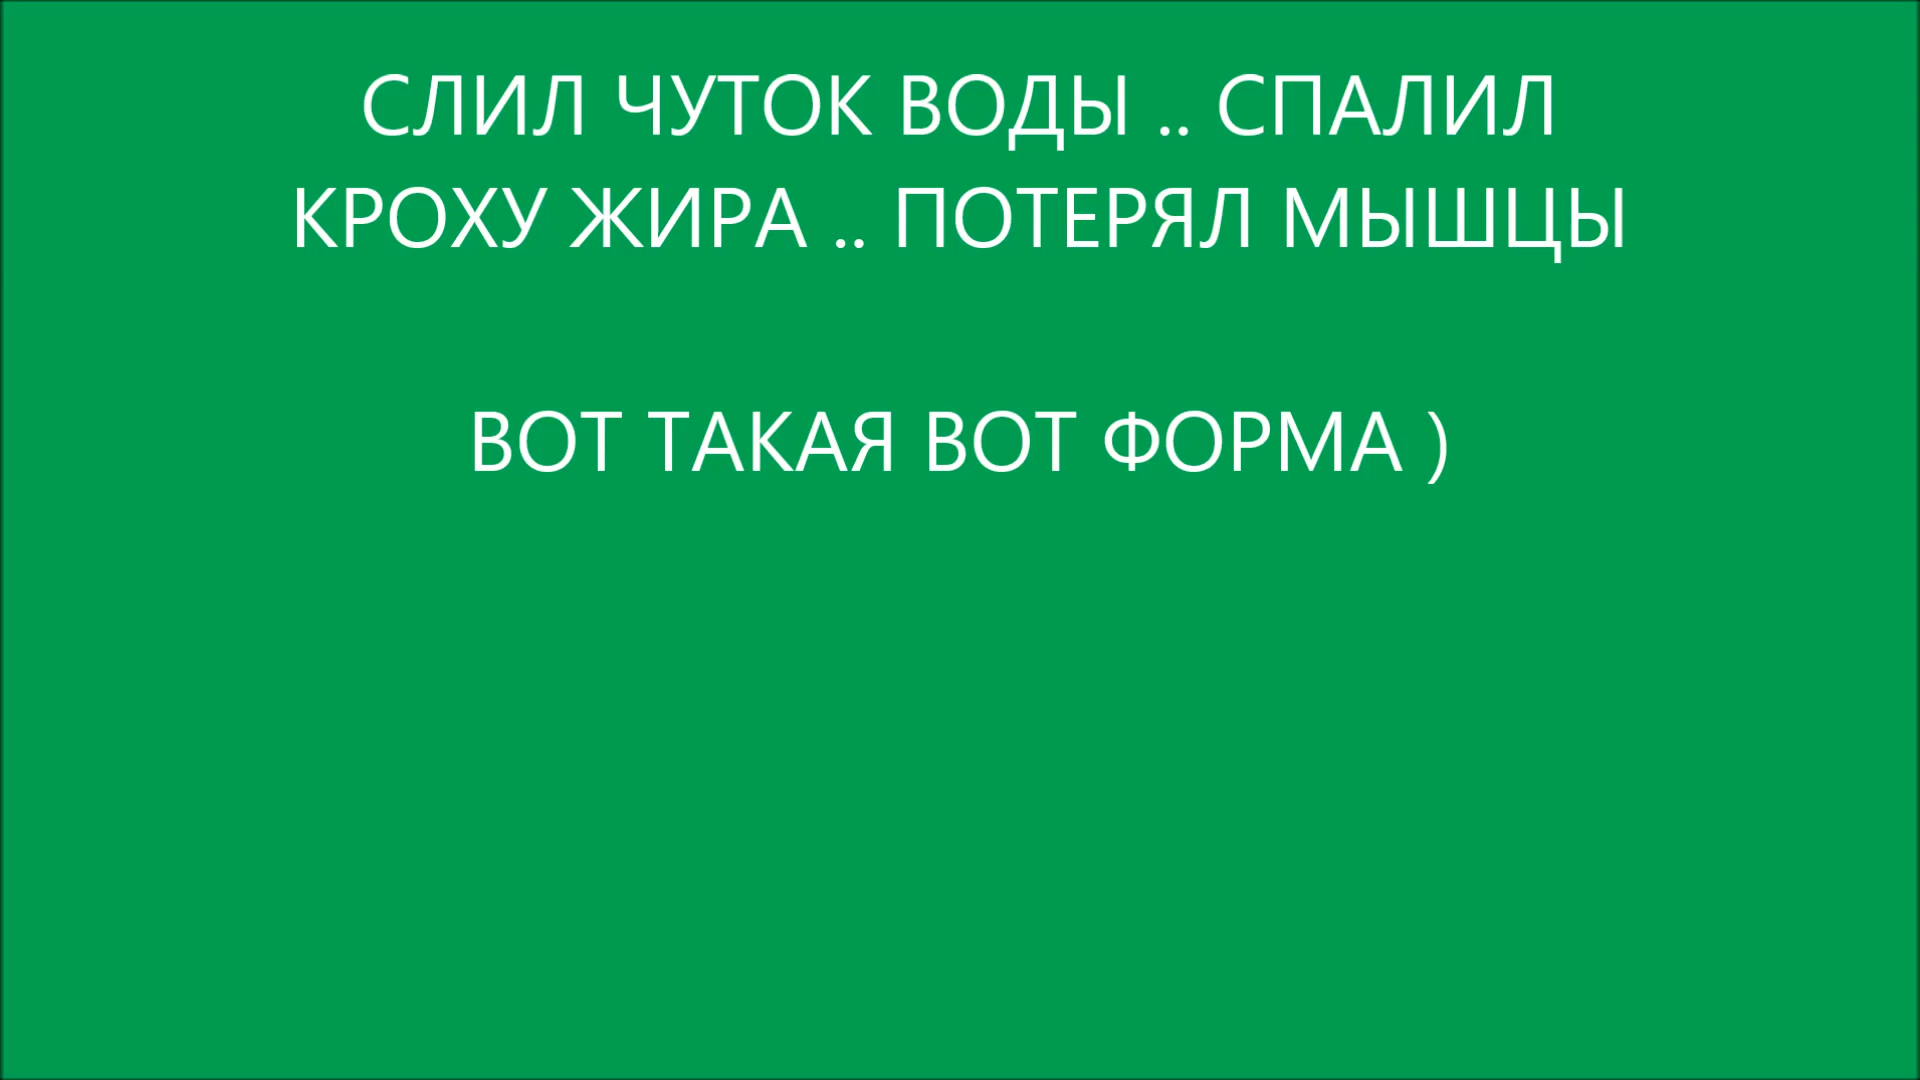 СЛИЛ ЧУТОК ВОДЫ .. СПАЛИЛ
КРОХУ ЖИРА .. ПОТЕРЯЛ МЫШЦЫ
ВОТ ТАКАЯ ВОТ ФОРМА )